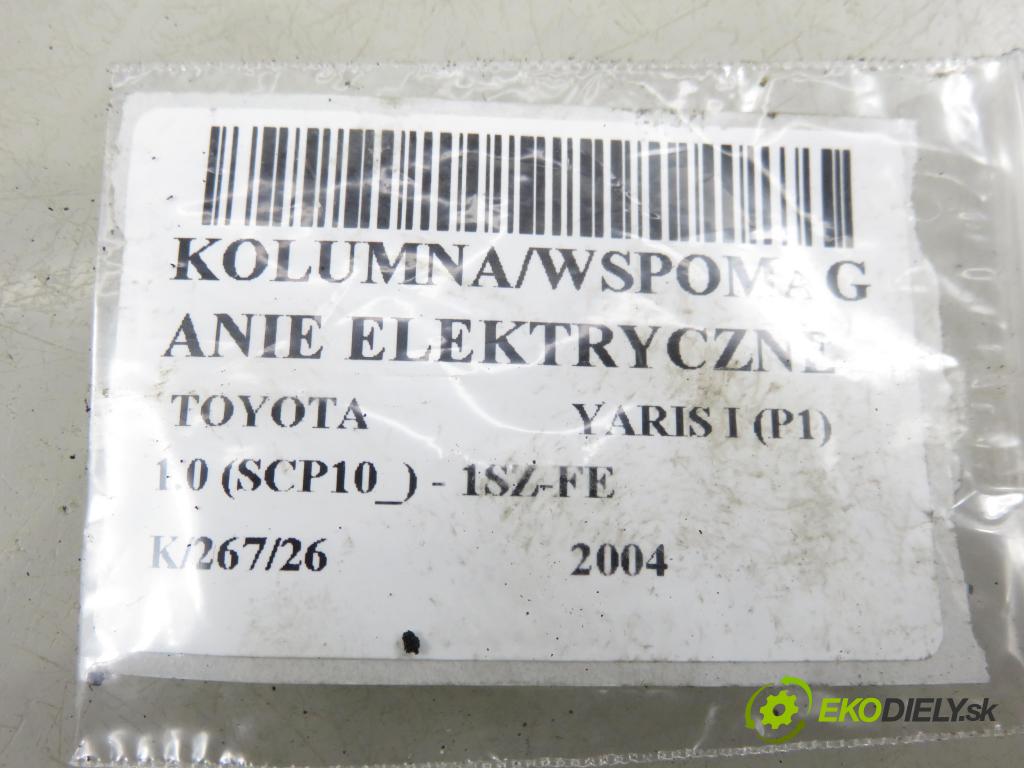 KOLUMNA/WSPOMAG
ANIE ELEKTRYCZNE
TOYOTA YARIS I (P1)
1.0 (SCP10_) - 1SZ-FE
K/267/26 2004
EKODIELY.sk